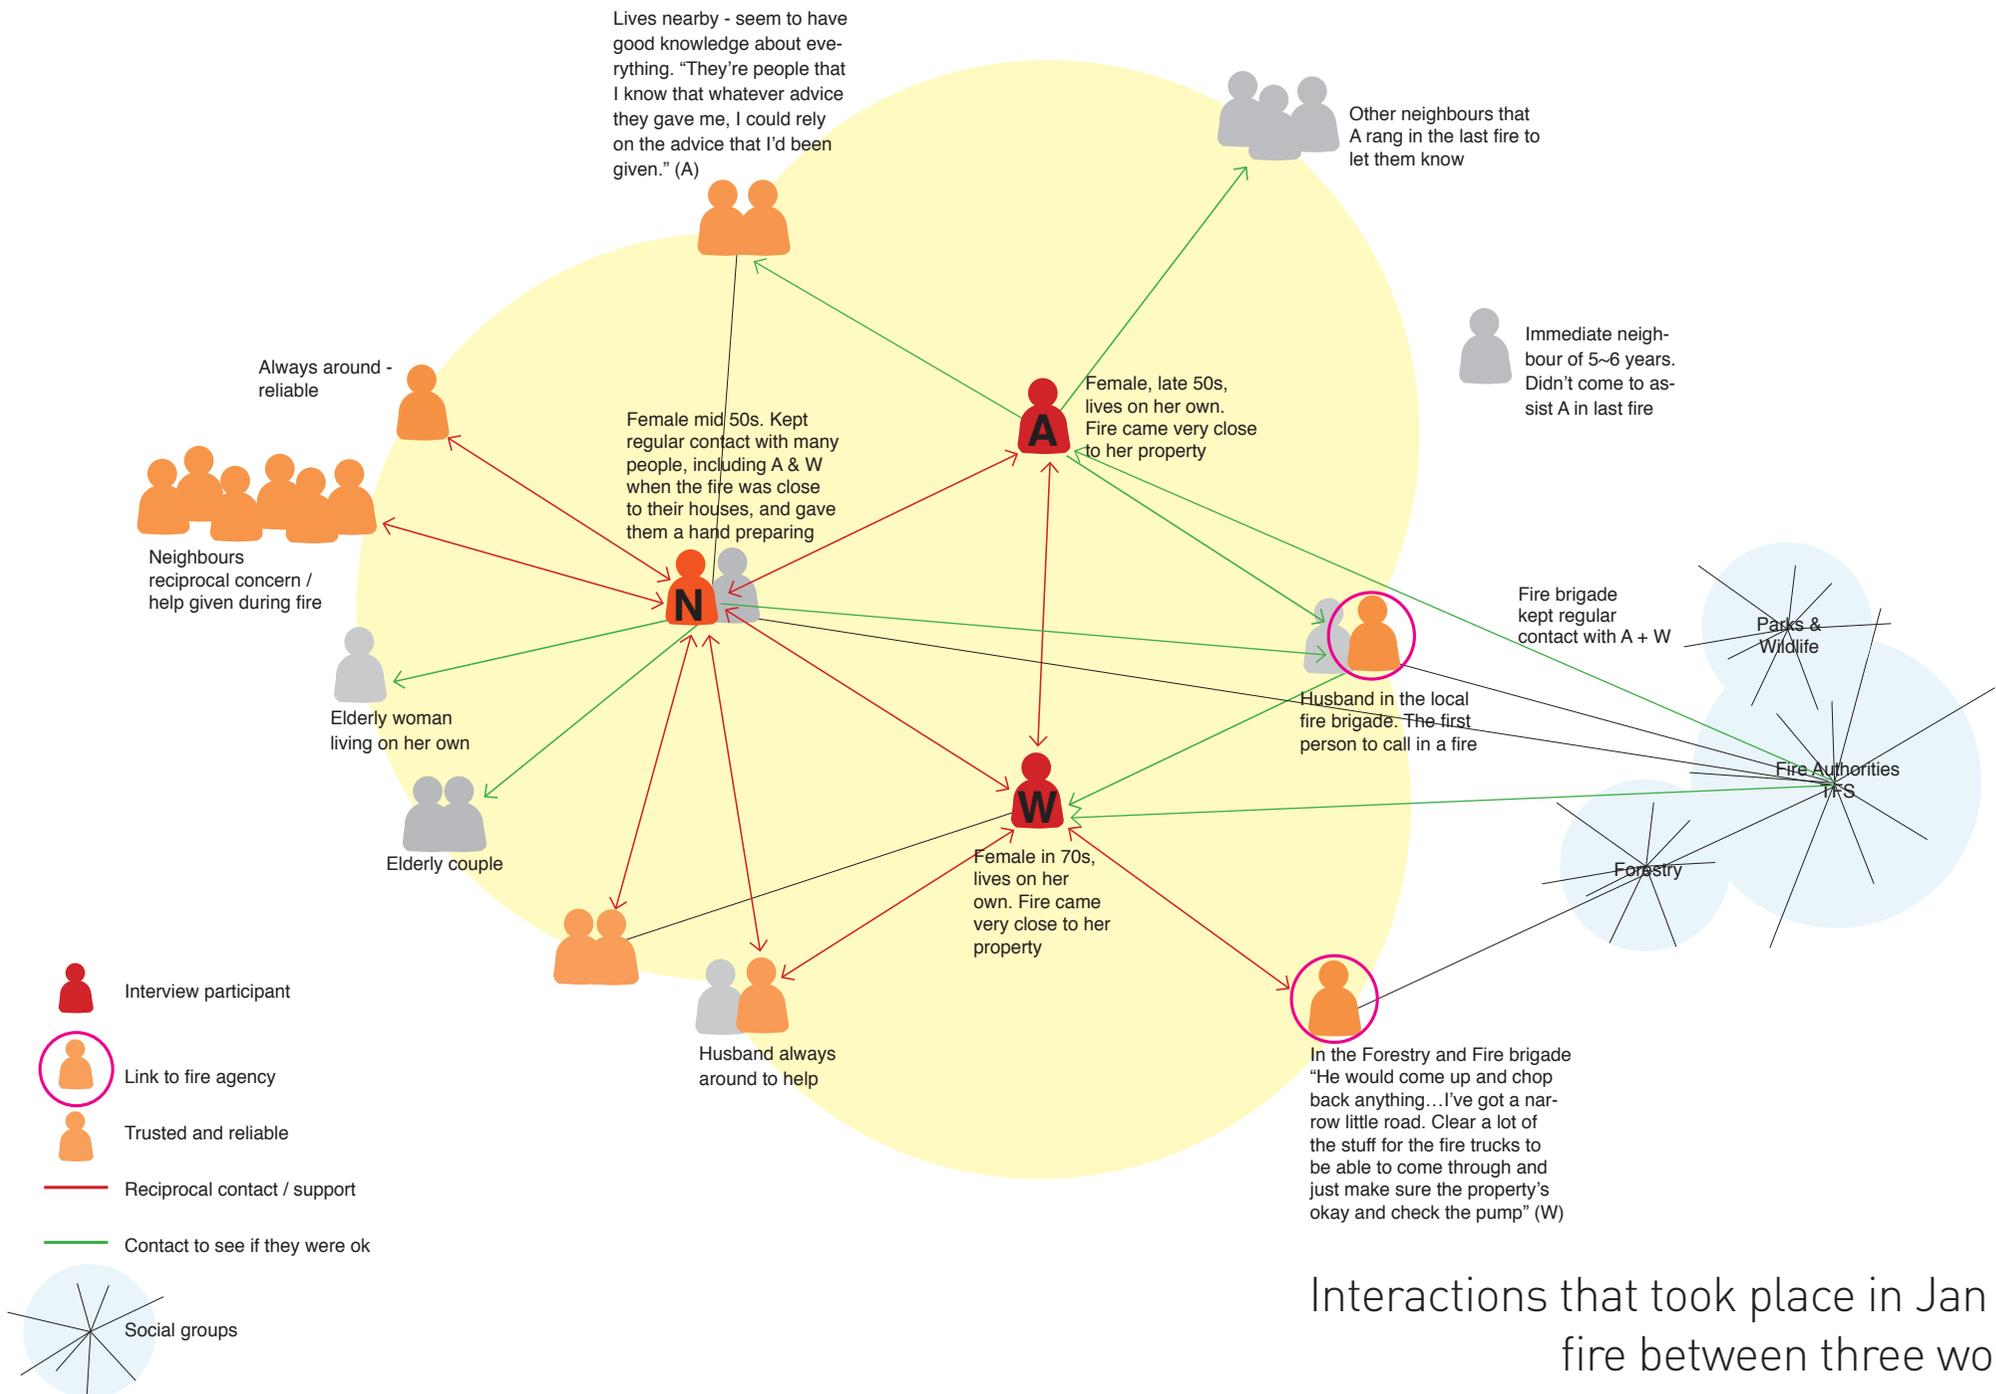 Lives nearby - seem to have
good knowledge about eve-
rything. “They’re people that
I know that whatever advice
they gave me, I could rely
on the advice that I’d been
given.” (A)
Other neighbours that
A rang in the last fire to
let them know
Immediate neigh-
bour of 5~6 years.
Didn’t come to as-
sist A in last fire
Always around -
reliable
Female, late 50s,
lives on her own.
Fire came very close
to her property
A
Female mid 50s. Kept
regular contact with many
people, including A & W
when the fire was close
to their houses, and gave
them a hand preparing
N
Neighbours
reciprocal concern /
help given during fire
Fire brigade
kept regular
contact with A + W
Parks &
Wildlife
Elderly woman
living on her own
Husband in the local
fire brigade. The first
person to call in a fire
Fire Authorities
TFS
W
Elderly couple
Female in 70s,
lives on her
own. Fire came
very close to her
property
Forestry
Husband always
around to help
In the Forestry and Fire brigade
“He would come up and chop
back anything…I’ve got a nar-
row little road. Clear a lot of
the stuff for the fire trucks to
be able to come through and
just make sure the property’s
okay and check the pump” (W)
Interview participant
Link to fire agency
Trusted and reliable
Reciprocal contact / support
Contact to see if they were ok
Social groups
Interactions that took place in Jan
fire between three wo